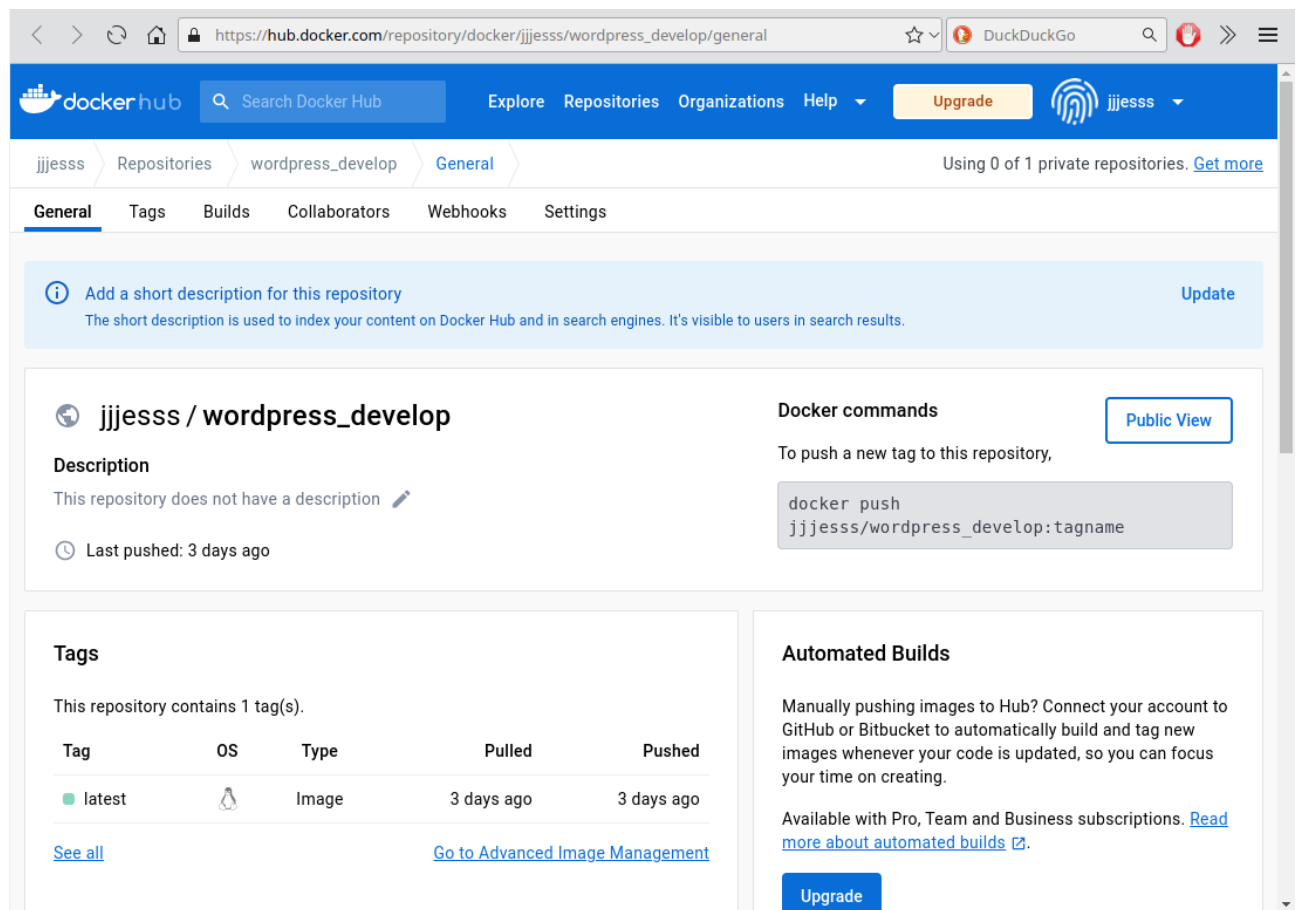 https://hub.docker.com/repository/docker/jjjesss/wordpress_develop/general
DuckDuckGo
dockerhub
Search Docker Hub
Explore
Repositories
Organizations
Help
Upgrade
jjjesss
jjjesss
Repositories
wordpress_develop
General
Using 0 of 1 private repositories. Get more
General
Tags
Builds
Collaborators
Webhooks
Settings
Add a short description for this repository
Update
The short description is used to index your content on Docker Hub and in search engines. It's visible to users in search results.
jjjesss / wordpress_develop
Description
This repository does not have a description
Last pushed: 3 days ago
Docker commands
Public View
To push a new tag to this repository,
docker push
jjjesss/wordpress_develop:tagname
Tags
This repository contains 1 tag(s).
Tag OS Type Pulled Pushed
latest Image 3 days ago 3 days ago
See all
Go to Advanced Image Management
Automated Builds
Manually pushing images to Hub? Connect your account to
GitHub or Bitbucket to automatically build and tag new
images whenever your code is updated, so you can focus
your time on creating.
Available with Pro, Team and Business subscriptions. Read
more about automated builds .
Upgrade